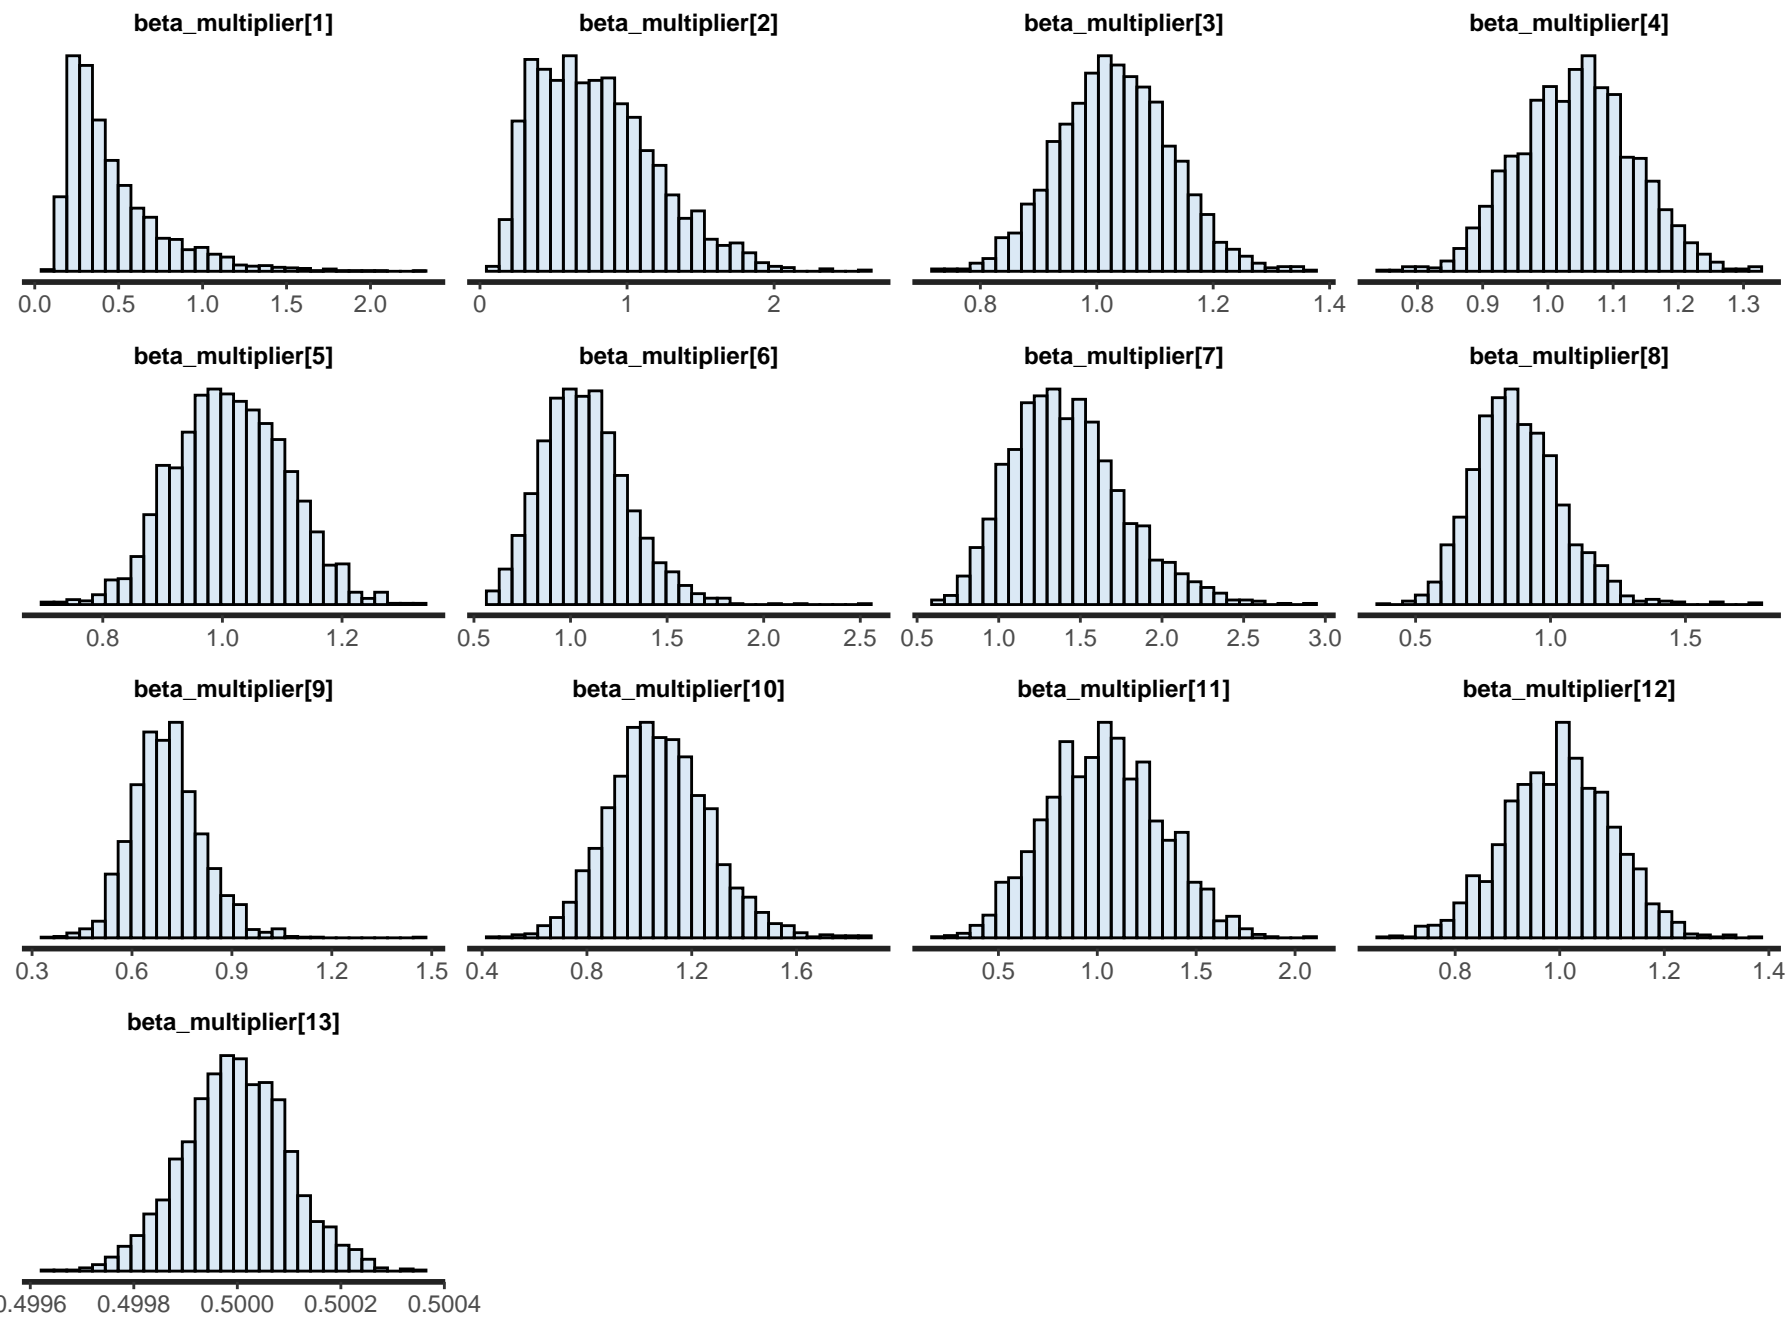 beta_multiplier[1] beta_multiplier[2] beta_multiplier[3] beta_multiplier[4]
0.0 0.5 1.0 1.5 2.0 0 1 2 0.8 1.0 1.2 1.4 0.8 0.9 1.0 1.1 1.2 1.3
beta_multiplier[5] beta_multiplier[6] beta_multiplier[7] beta_multiplier[8]
0.8 1.0 1.2 0.5 1.0 1.5 2.0 2.5 0.5 1.0 1.5 2.0 2.5 3.0 0.5 1.0 1.5
beta_multiplier[9] beta_multiplier[10] beta_multiplier[11] beta_multiplier[12]
0.3 0.6 0.9 1.2 1.5 0.4 0.8 1.2 1.6 0.5 1.0 1.5 2.0 0.8 1.0 1.2 1.4
beta_multiplier[13]
0.4996 0.4998 0.5000 0.5002 0.5004